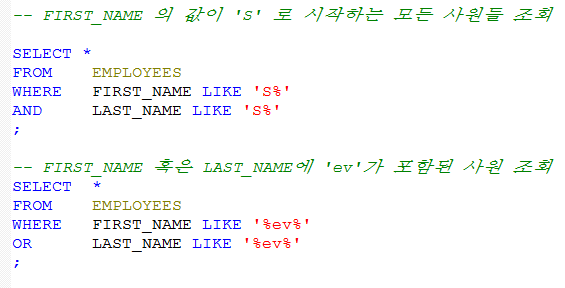 -- FIRST_NAME 의 값이 'S' 로 시작하는 모든 사원들 조회
SELECT *
FROM EMPLOYEES
WHERE FIRST_NAME LIKE 'S%'
AND LAST_NAME LIKE 'S%'
;
-- FIRST_NAME 혹은 LAST_NAME에 'ev'가 포함된 사원 조회
SELECT *
FROM EMPLOYEES
WHERE FIRST_NAME LIKE '%ev%'
OR LAST_NAME LIKE '%ev%'
;